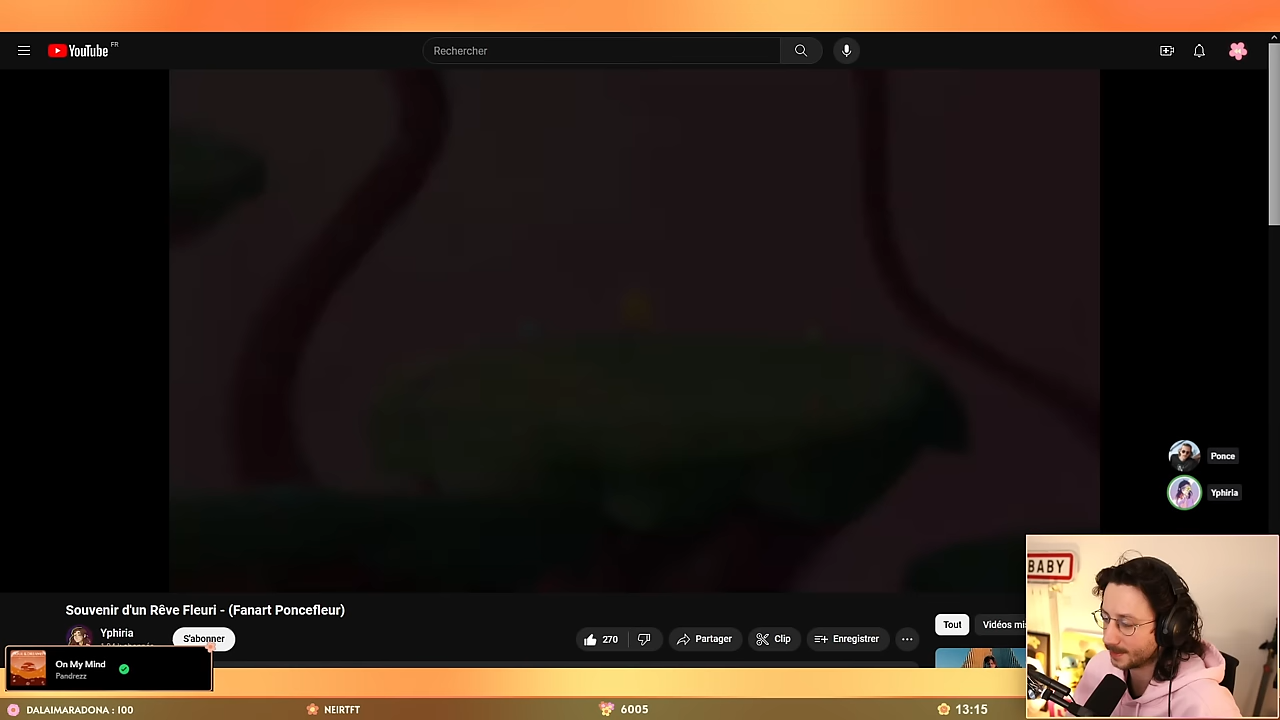 YouTube FR
Rechercher
Ponce
Yphiria
BABY
Souvenir d'un Rêve Fleuri - (Fanart Poncefleur)
Yphiria
S'abonner
270
Partager
Clip
Enregistrer
Tout
Vidéos mi
On My Mind
Pandrezz
DALAIMARADONA : 100
NEIRTFT
6005
13:15